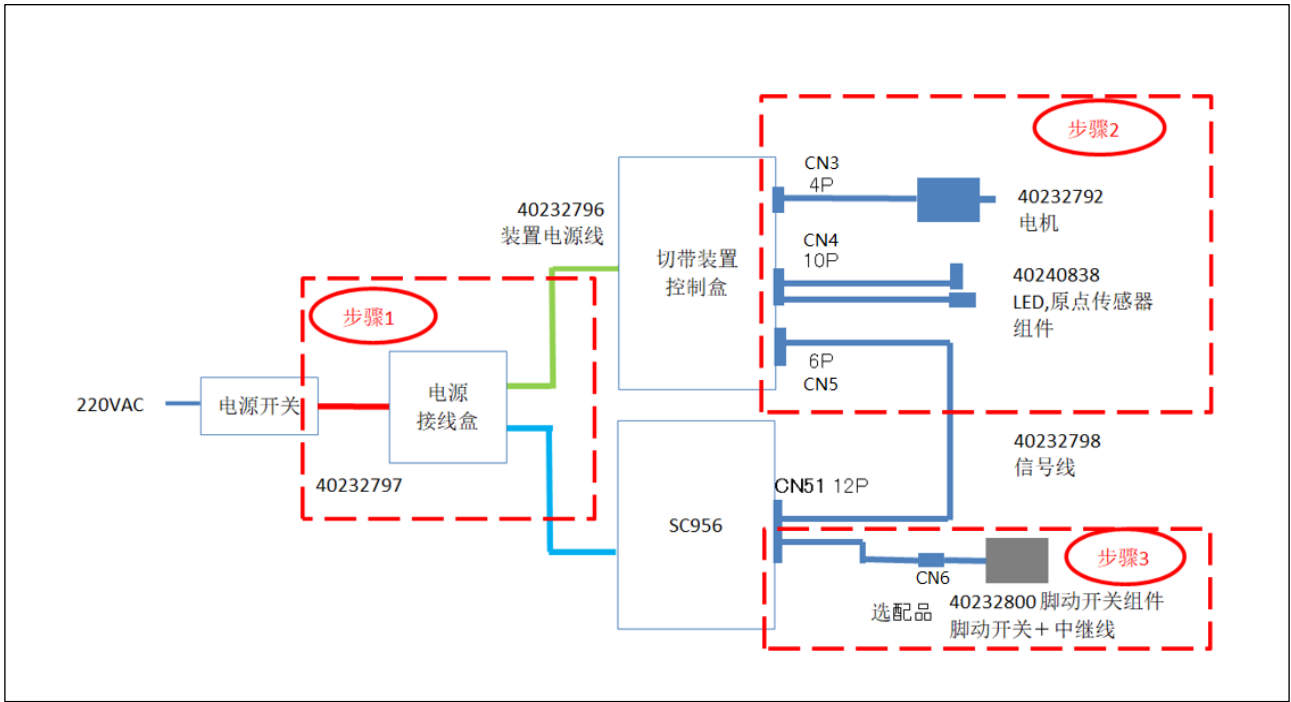 步骤2
CN3
4P
40232792
电机
40232796
装置电源线
切带装置
控制盒
CN4
10P
40240838
LED,原点传感器
组件
步骤1
6P
CN5
220VAC
电源开关
电源
接线盒
40232797
40232798
信号线
CN51 12P
SC956
步骤3
CN6
选配品
40232800 脚动开关组件
脚动开关＋中继线